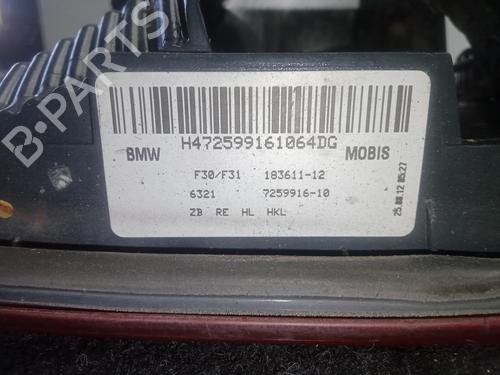 B-PARTS
H472599161064DG
BMW MOBIS
F30/F31 183611-12
6321 7259916-10
ZB RE HL HKL
25.08.12 05:27